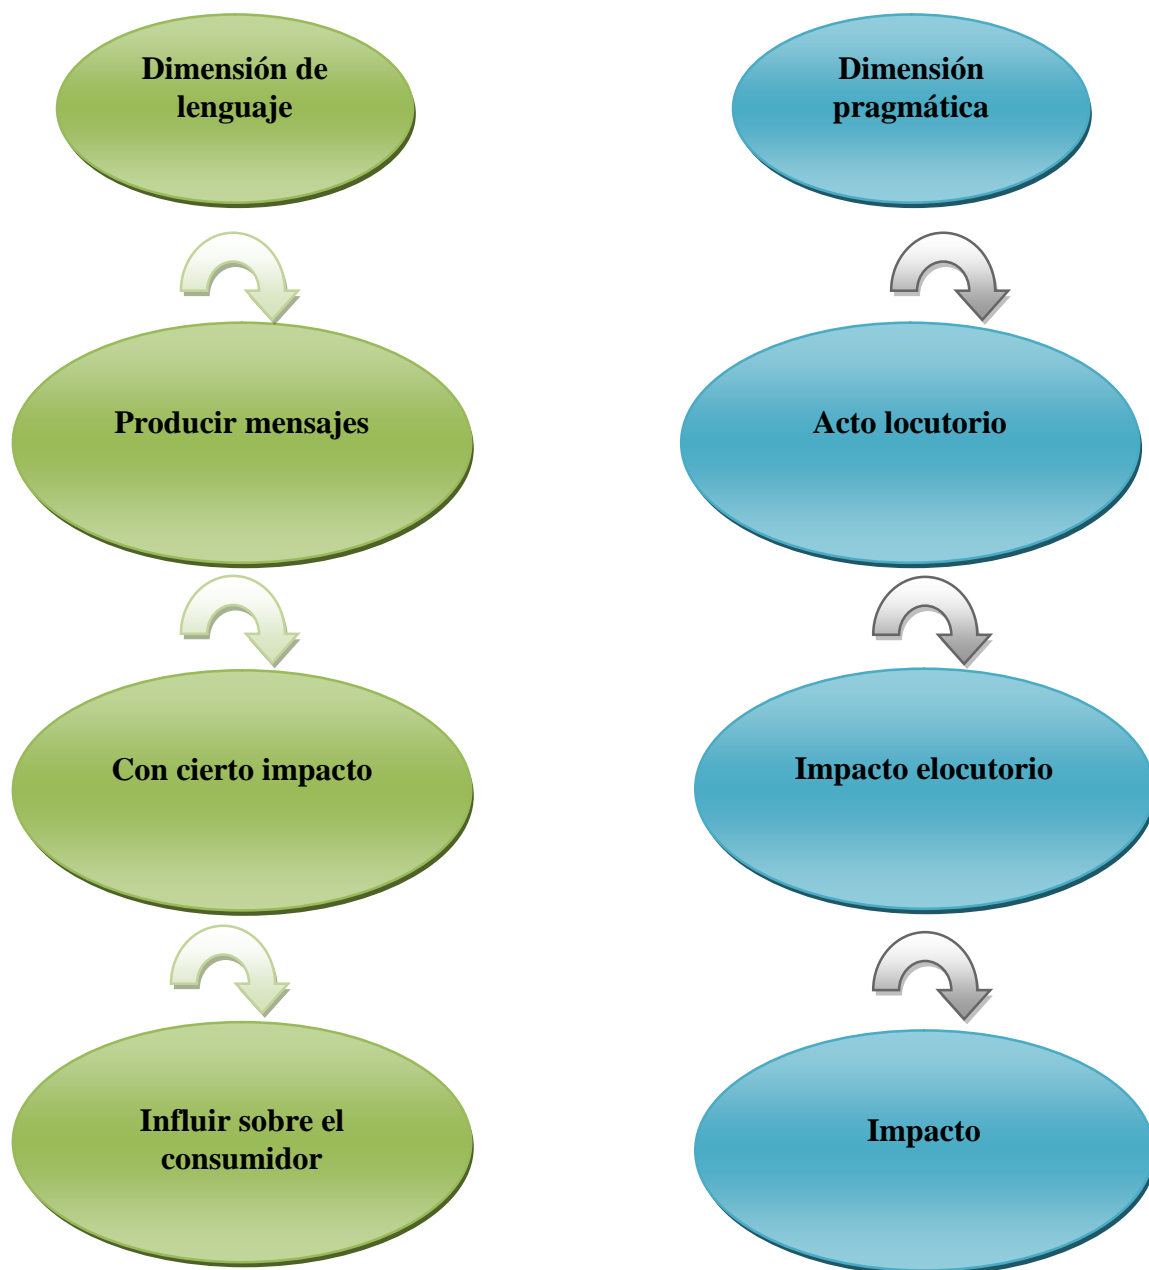 Dimensión de
lenguaje
Producir mensajes
Con cierto impacto
Influir sobre el
consumidor
Dimensión
pragmática
Acto locutorio
Impacto elocutorio
Impacto